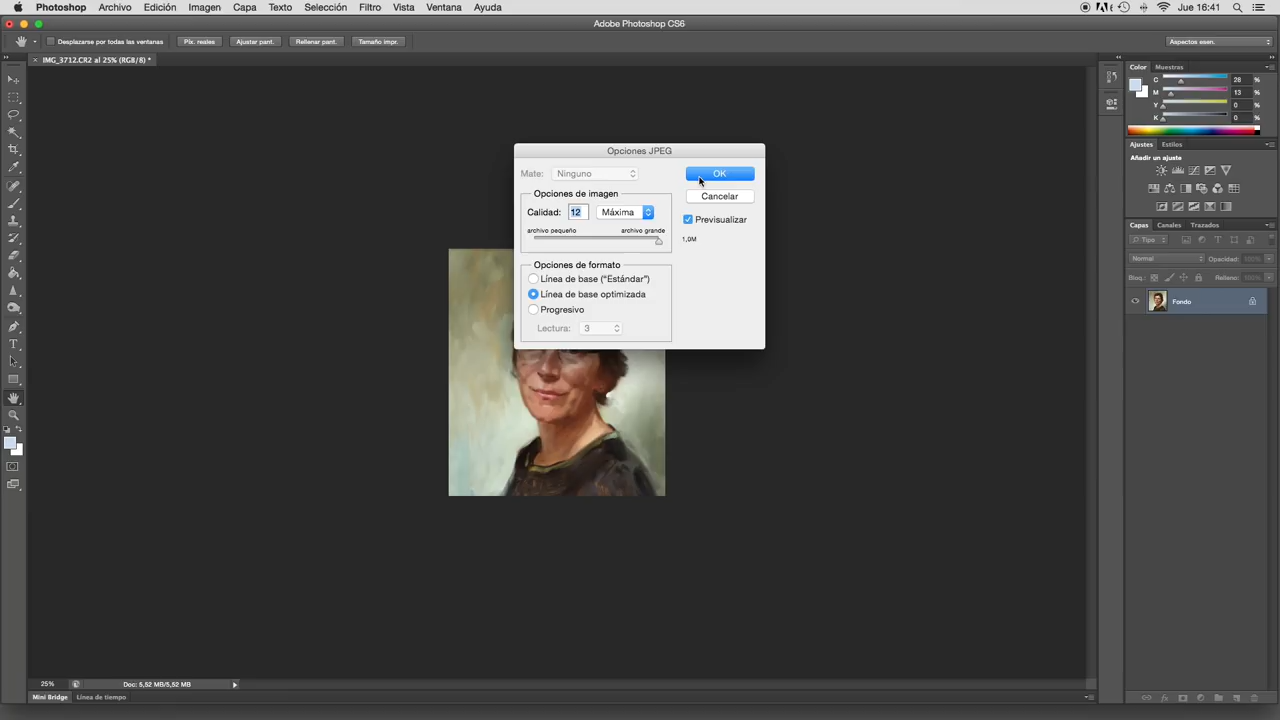 Photoshop Archivo Edición Imagen Capa Texto Selección Filtro Vista Ventana Ayuda Jue 16:41
Adobe Photoshop CS6
Desplazarse por todas las ventanas Píx. reales Ajustar pant. Rellenar pant. Tamaño impr. Aspectos esen.
IMG_3712.CR2 al 25% (RGB/8) *
Color Muestras
C 28 %
M 13 %
Y 0 %
K 0 %
Ajustes Estilos
Añadir un ajuste
Capas Canales Trazados
Tipo
Normal Opacidad: 100%
Bloq.: Relleno: 100%
Fondo
Opciones JPEG
Mate: Ninguno
OK
Cancelar
Opciones de imagen
Calidad: 12 Máxima
Previsualizar
archivo pequeño archivo grande
1,9M
Opciones de formato
Línea de base (“Estándar”)
Línea de base optimizada
Progresivo
Lectura: 3
25% Doc: 5,52 MB/5,52 MB
Mini Bridge Línea de tiempo